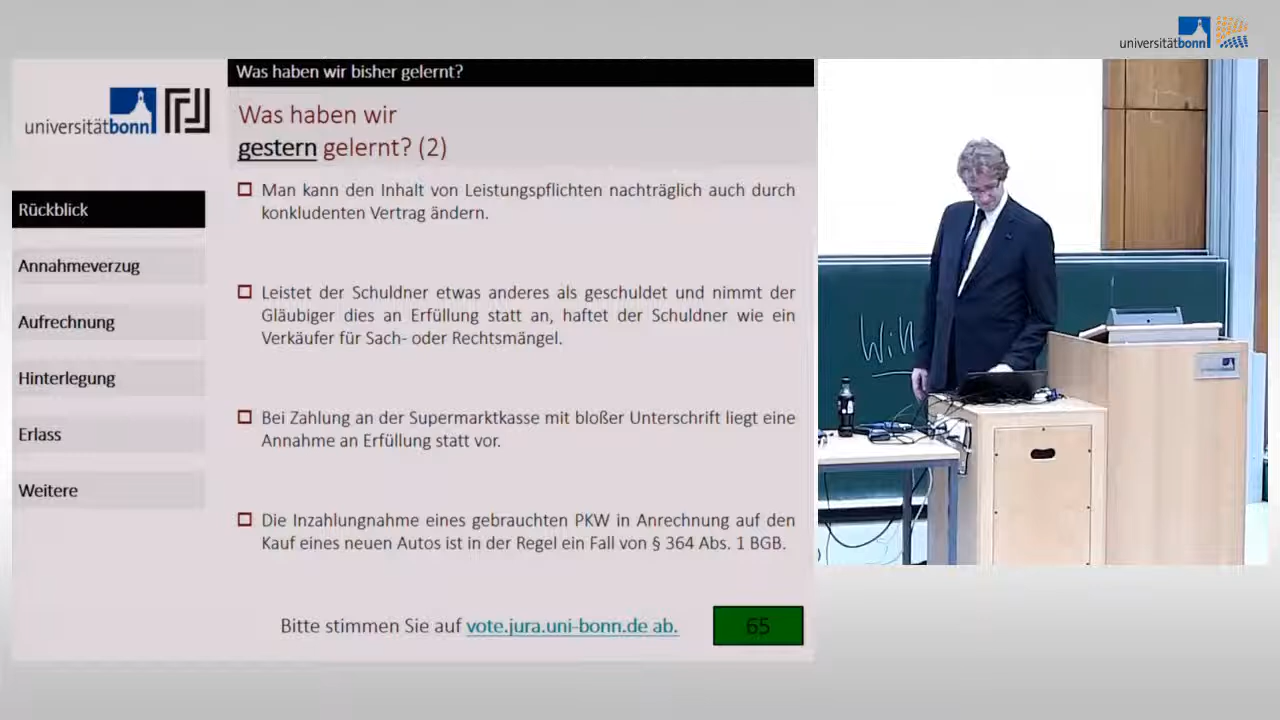 universitätbonn
Was haben wir bisher gelernt?
universitätbonn
Was haben wir
gestern gelernt? (2)
Man kann den Inhalt von Leistungspflichten nachträglich auch durch
konkludenten Vertrag ändern.
Rückblick
Annahmeverzug
Aufrechnung
Hinterlegung
Erlass
Weitere
Leistet der Schuldner etwas anderes als geschuldet und nimmt der
Gläubiger dies an Erfüllung statt an, haftet der Schuldner wie ein
Verkäufer für Sach- oder Rechtsmängel.
Bei Zahlung an der Supermarktkasse mit bloßer Unterschrift liegt eine
Annahme an Erfüllung statt vor.
Die Inzahlungnahme eines gebrauchten PKW in Anrechnung auf den
Kauf eines neuen Autos ist in der Regel ein Fall von § 364 Abs. 1 BGB.
Bitte stimmen Sie auf vote.jura.uni-bonn.de ab.
65